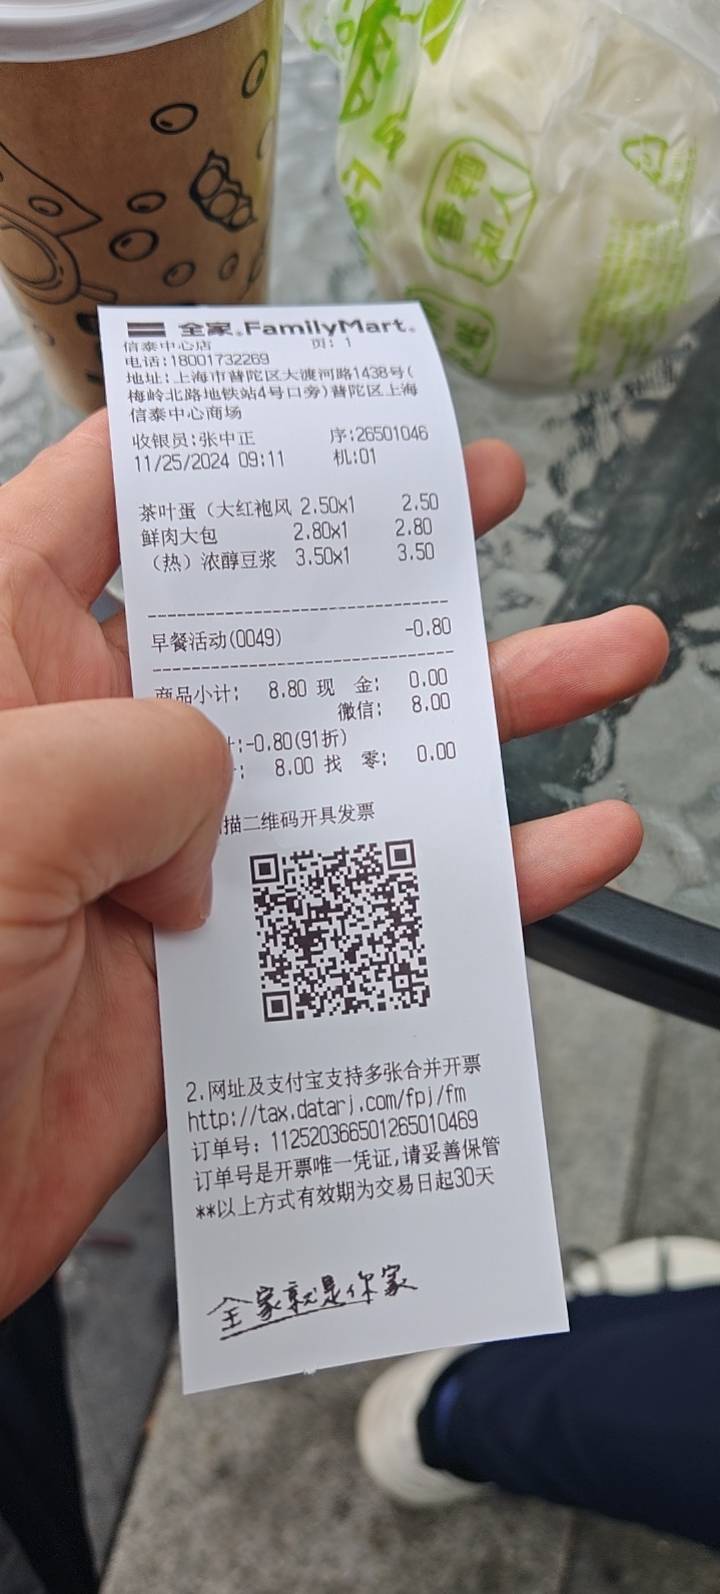 全家 FamilyMart
信泰中心店 页: 1
电话:18001732269
地址:上海市普陀区大渡河路1438号(
梅岭北路地铁站4号口旁)普陀区上海
信泰中心商场
收银员:张中正 序:26501046
11/25/2024 09:11 机:01
茶叶蛋（大红袍风 2.50x1 2.50
鲜肉大包 2.80x1 2.80
（热）浓醇豆浆 3.50x1 3.50
早餐活动(0049) -0.80
商品小计: 8.80 现 金: 0.00
微信: 8.00
:-0.80(91折)
: 8.00 找 零: 0.00
描二维码开具发票
2.网址及支付宝支持多张合并开票
http://tax.datarj.com/fpj/fm
订单号: 112520366501265010469
订单号是开票唯一凭证,请妥善保管
**以上方式有效期为交易日起30天
全家就是你家